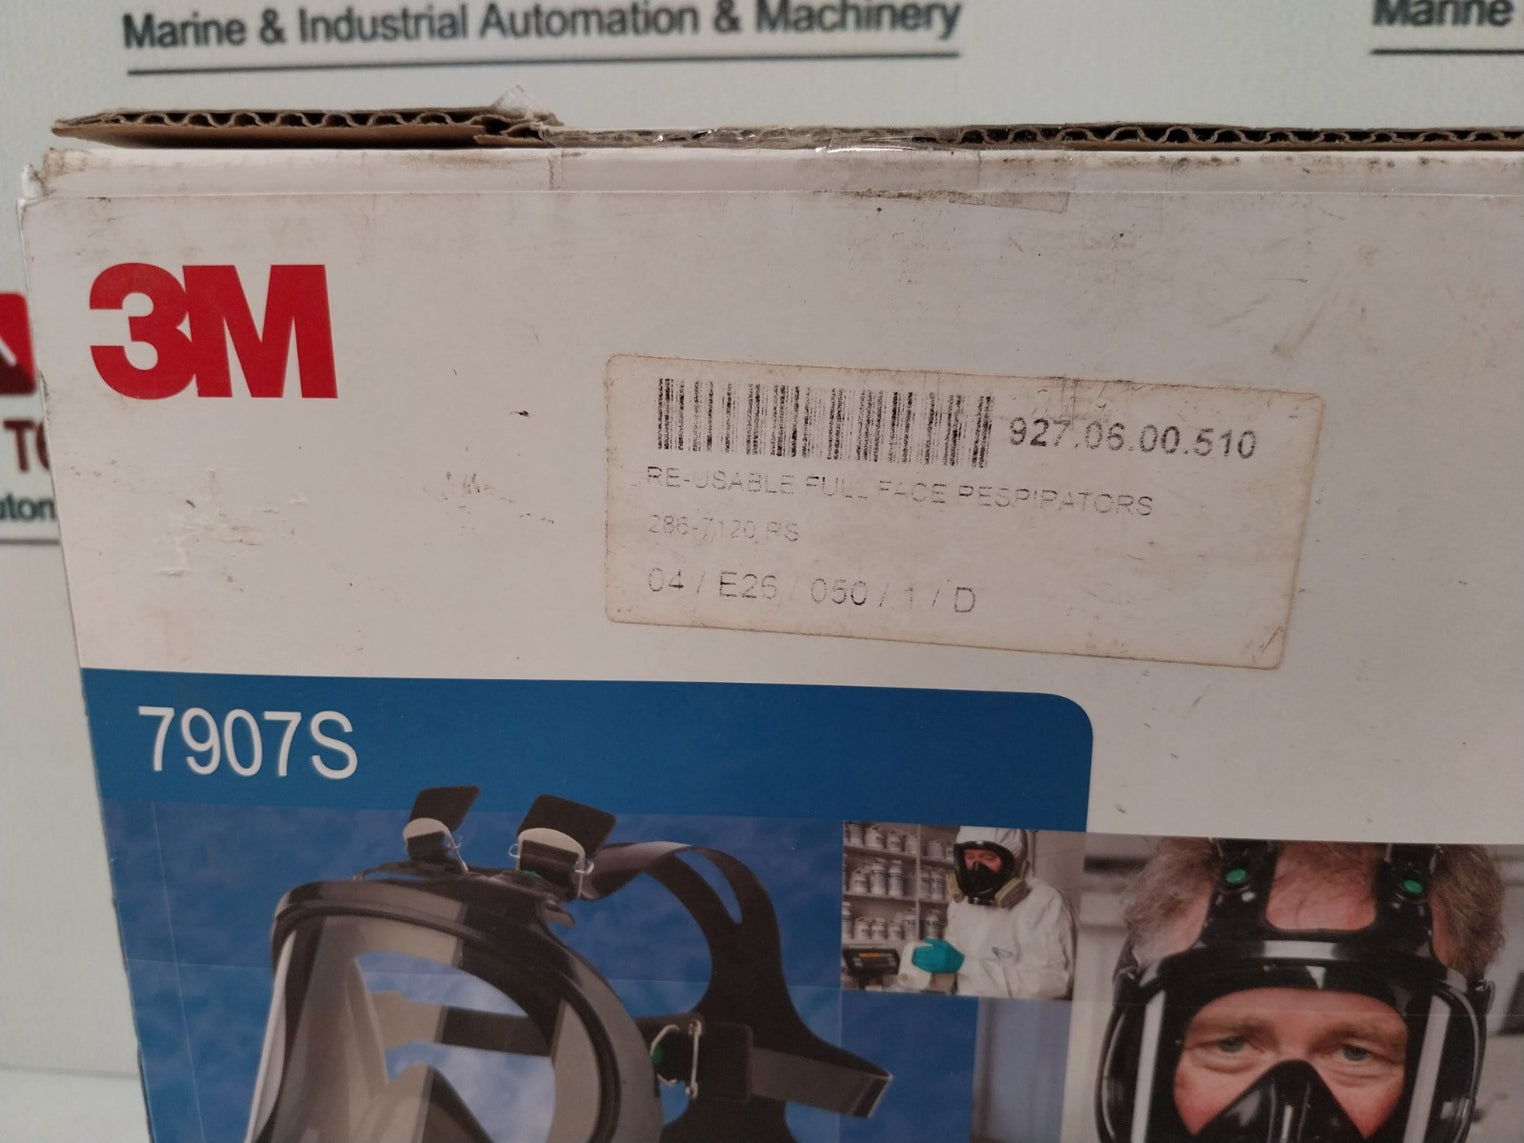 Marine & Industrial Automation & Machinery
Marine
3M
927.06.00.510
RE-USABLE FULL FACE RESPIRATORS
286-7120 RS
04 / E26 / 050 / 1 / D
7907S